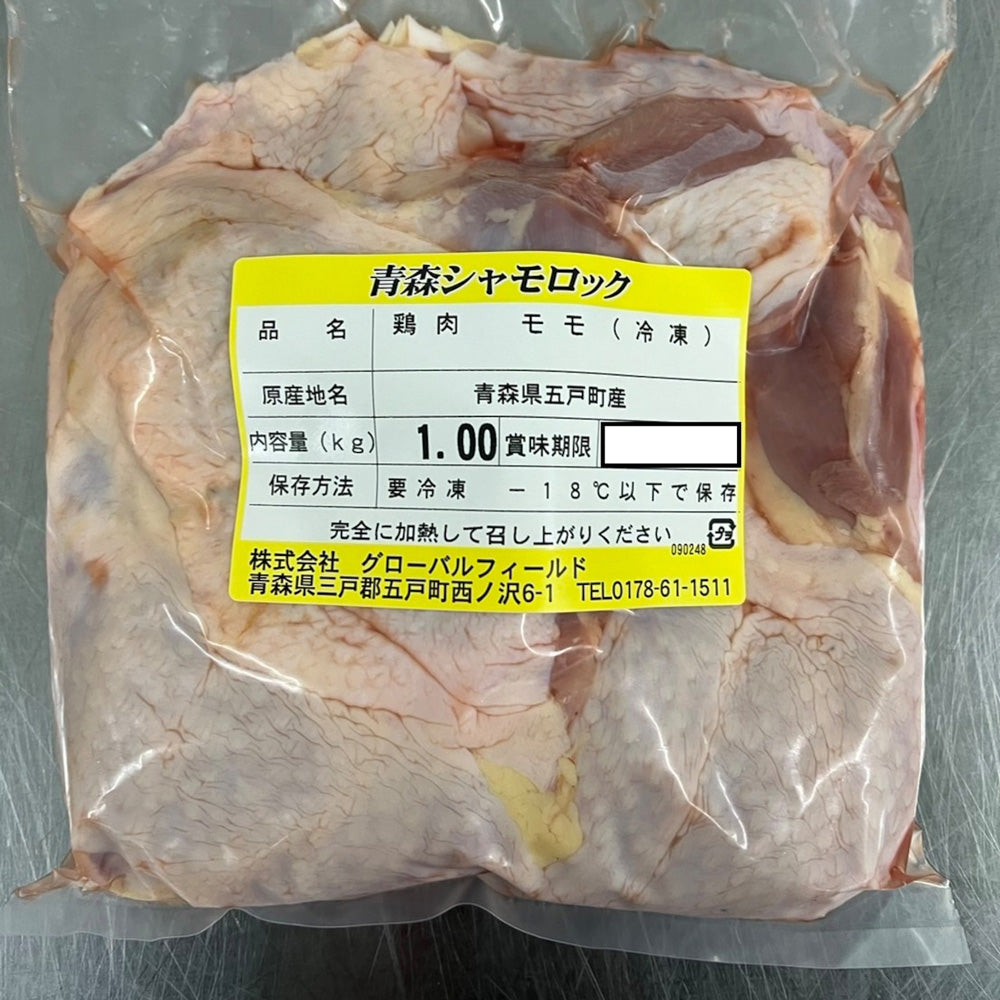 青森シャモロック
品 名 鶏肉 モモ(冷凍)
原産地名 青森県五戸町産
内容量(kg) 1.00 賞味期限
保存方法 要冷凍 －18℃以下で保存
完全に加熱して召し上がりください
090248 プラ
株式会社 グローバルフィールド
青森県三戸郡五戸町西ノ沢6-1 TEL0178-61-1511